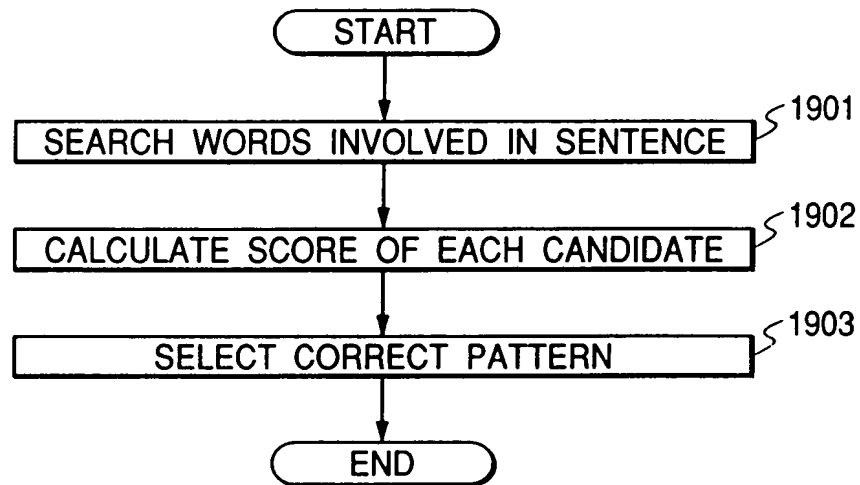 START
1901
SEARCH WORDS INVOLVED IN SENTENCE
1902
CALCULATE SCORE OF EACH CANDIDATE
1903
SELECT CORRECT PATTERN
END